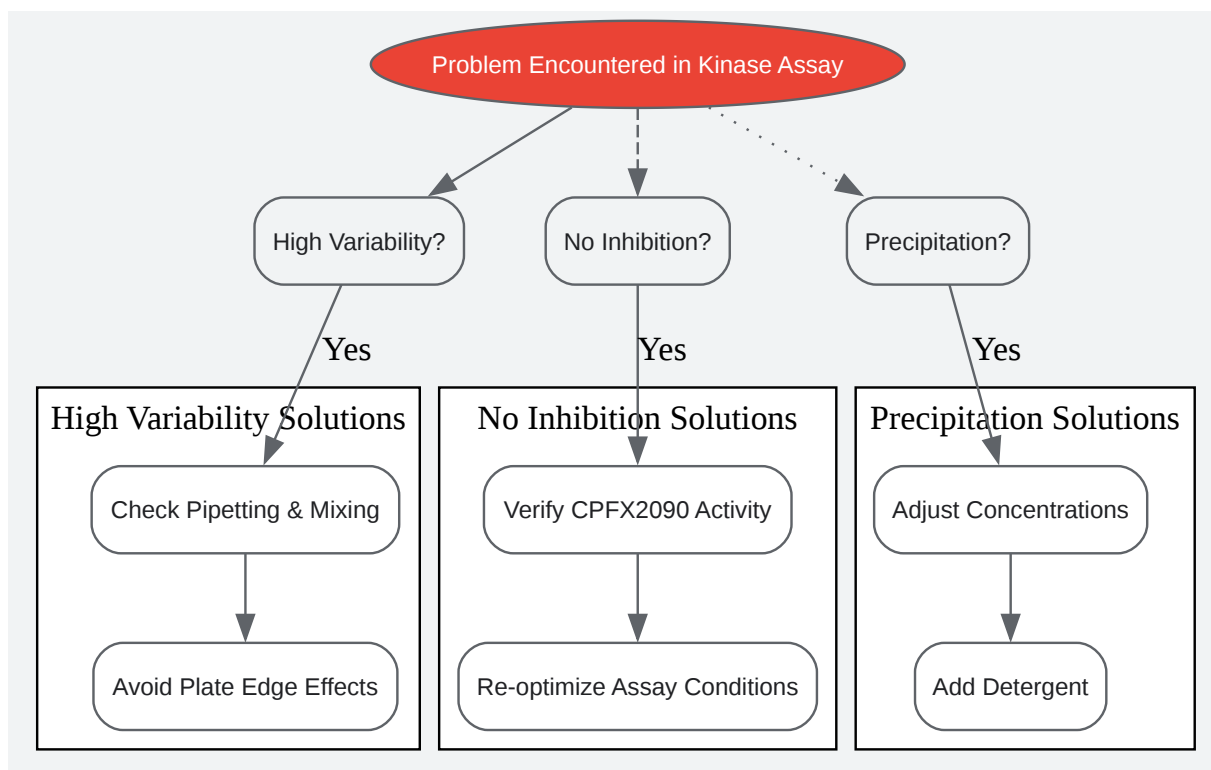 Problem Encountered in Kinase Assay
High Variability?
No Inhibition?
Precipitation?
Yes
Yes
Yes
High Variability Solutions
No Inhibition Solutions
Precipitation Solutions
Check Pipetting & Mixing
Verify CPFX2090 Activity
Adjust Concentrations
Avoid Plate Edge Effects
Re-optimize Assay Conditions
Add Detergent